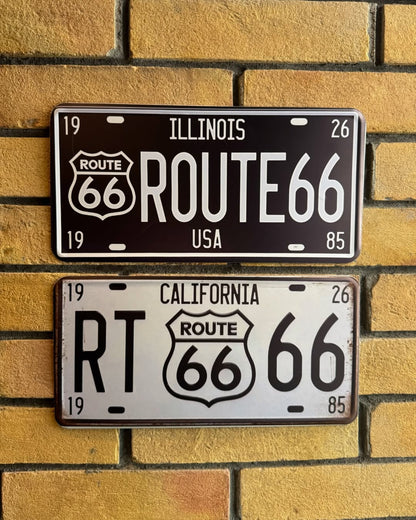 19 ILLINOIS 26
ROUTE 66 ROUTE66
19 USA 85
19 CALIFORNIA 26
RT ROUTE 66 66
19 85